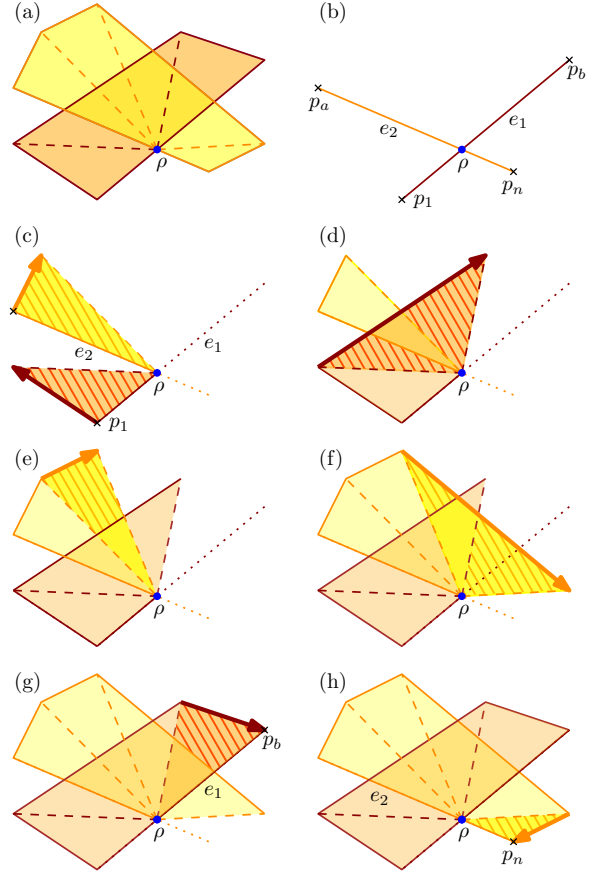 (a)
ρ
(b)
p_a
e_2
e_1
p_b
ρ
p_1
p_n
(c)
e_2
e_1
ρ
p_1
(d)
ρ
(e)
ρ
(f)
ρ
(g)
p_b
e_1
ρ
(h)
e_2
ρ
p_n